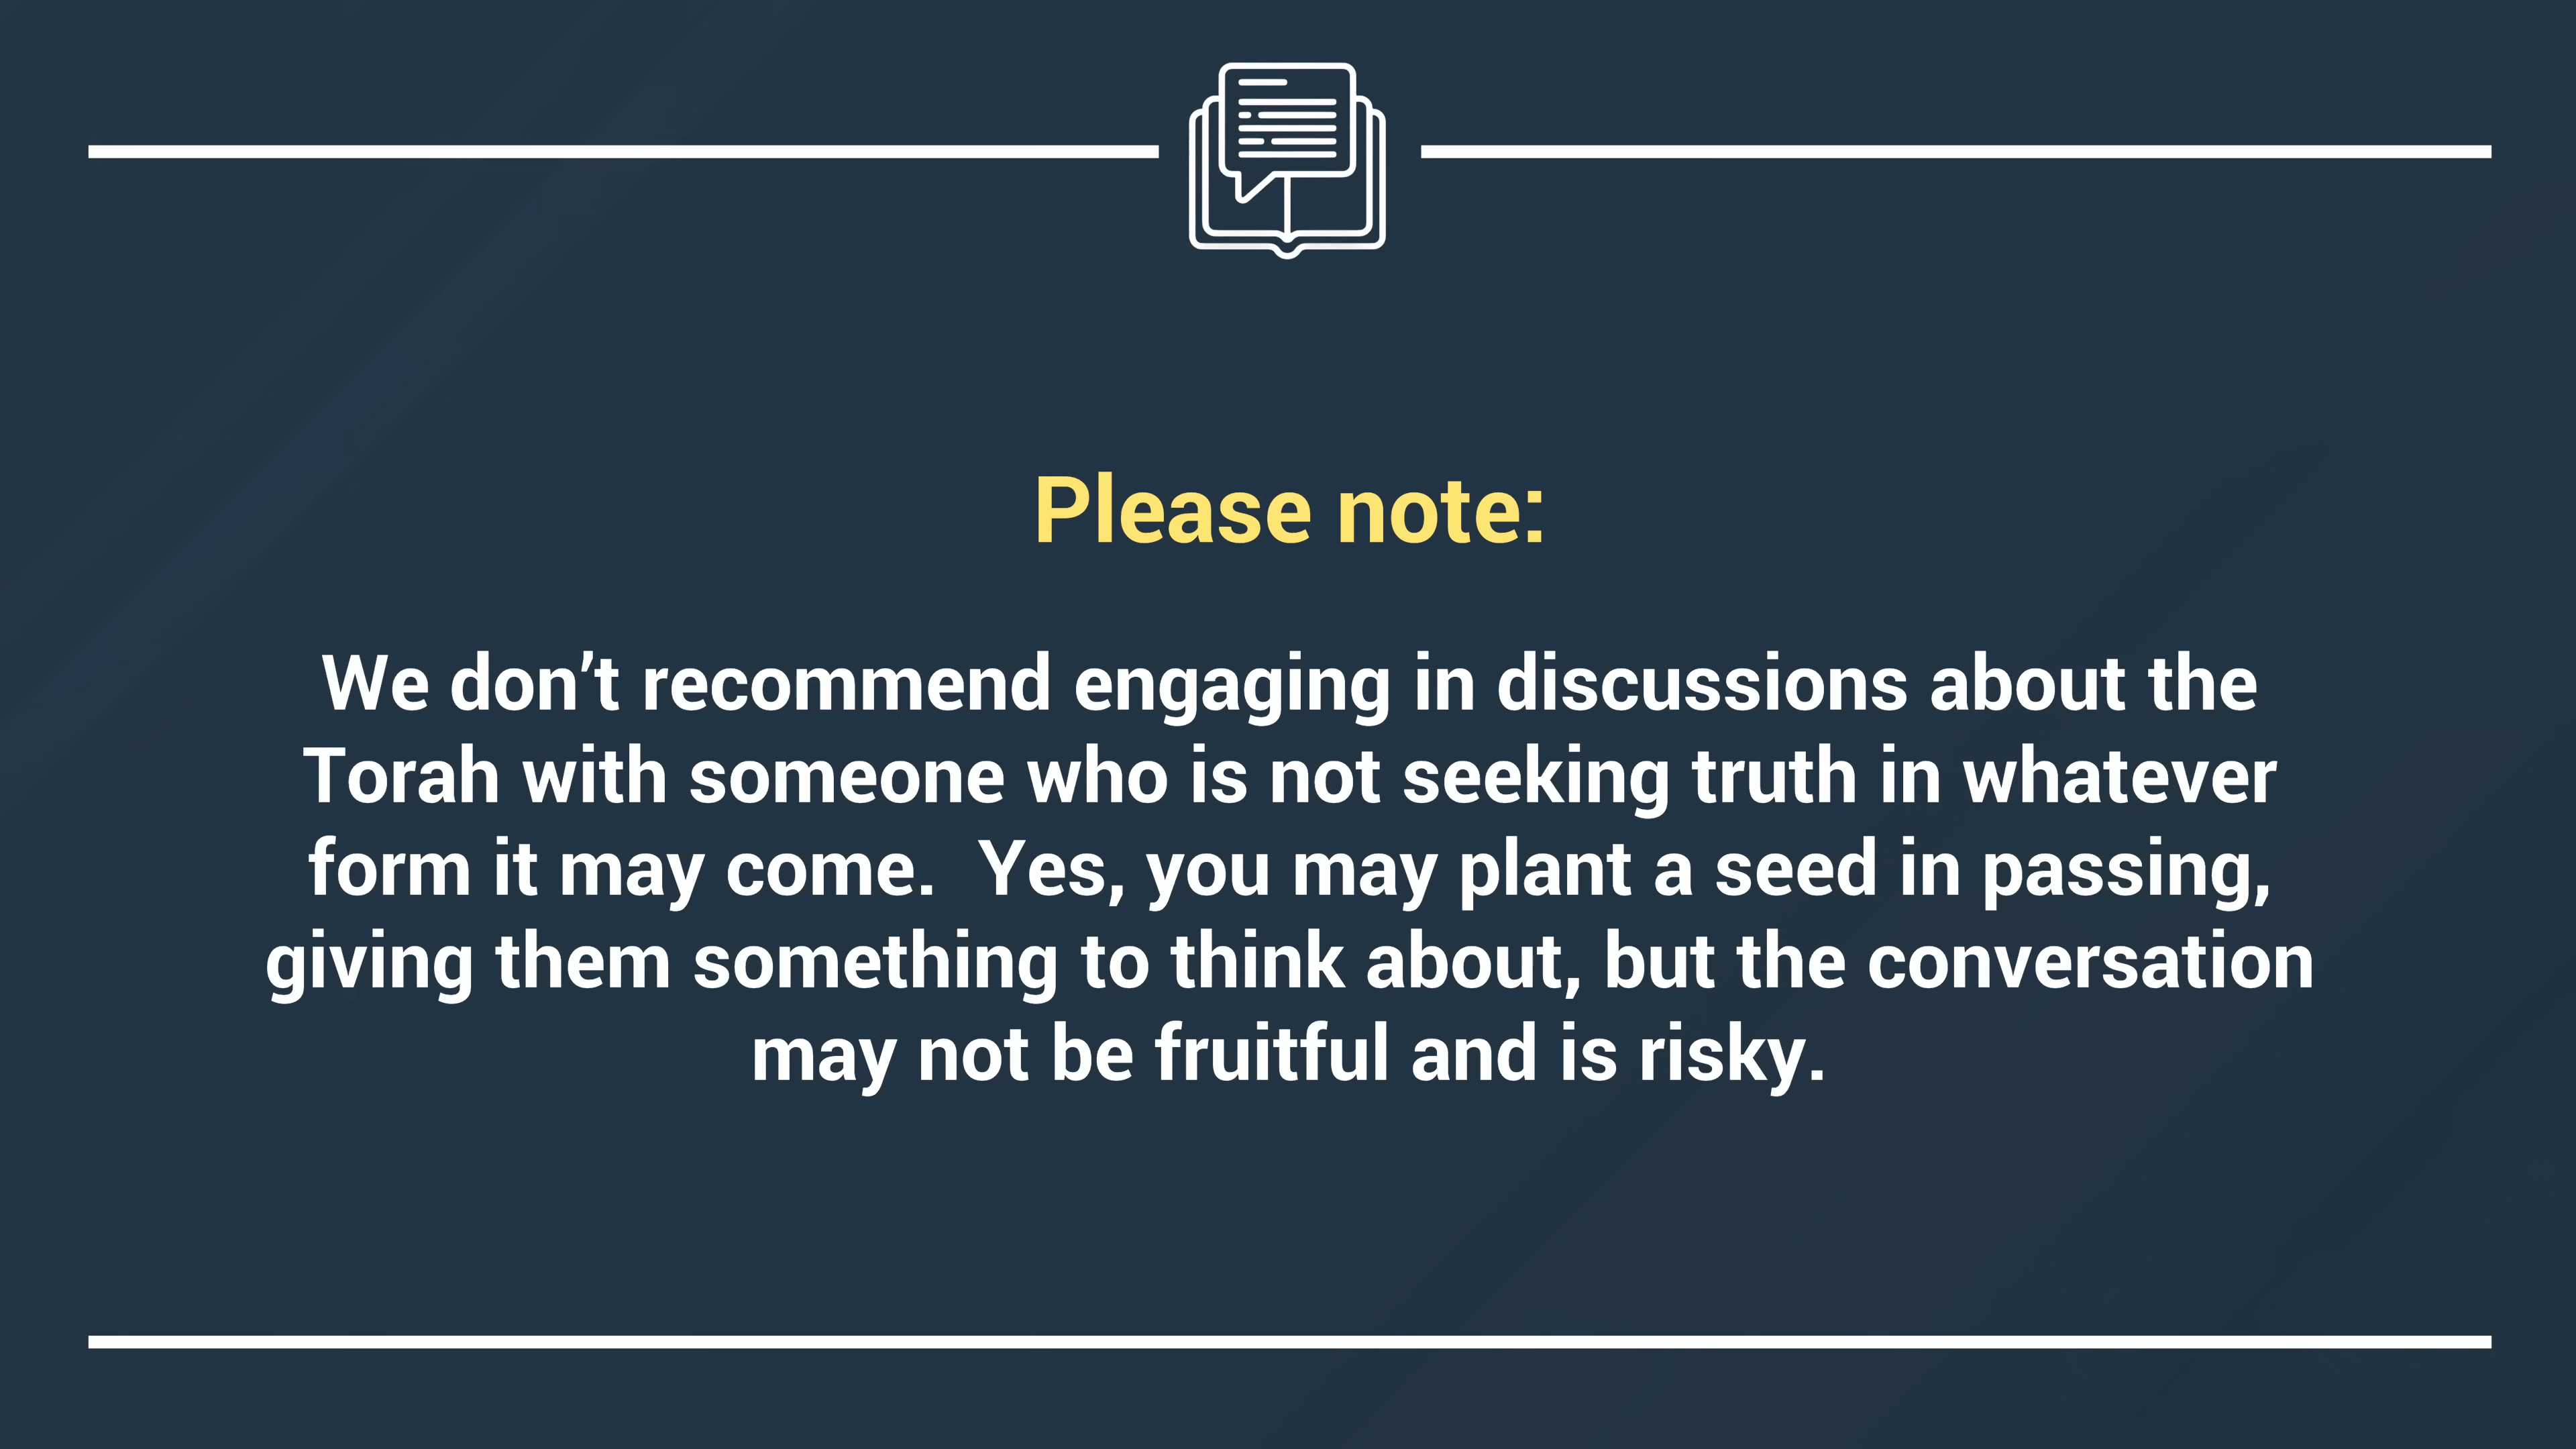 Please note:
We don’t recommend engaging in discussions about the
Torah with someone who is not seeking truth in whatever
form it may come.  Yes, you may plant a seed in passing,
giving them something to think about, but the conversation
may not be fruitful and is risky.